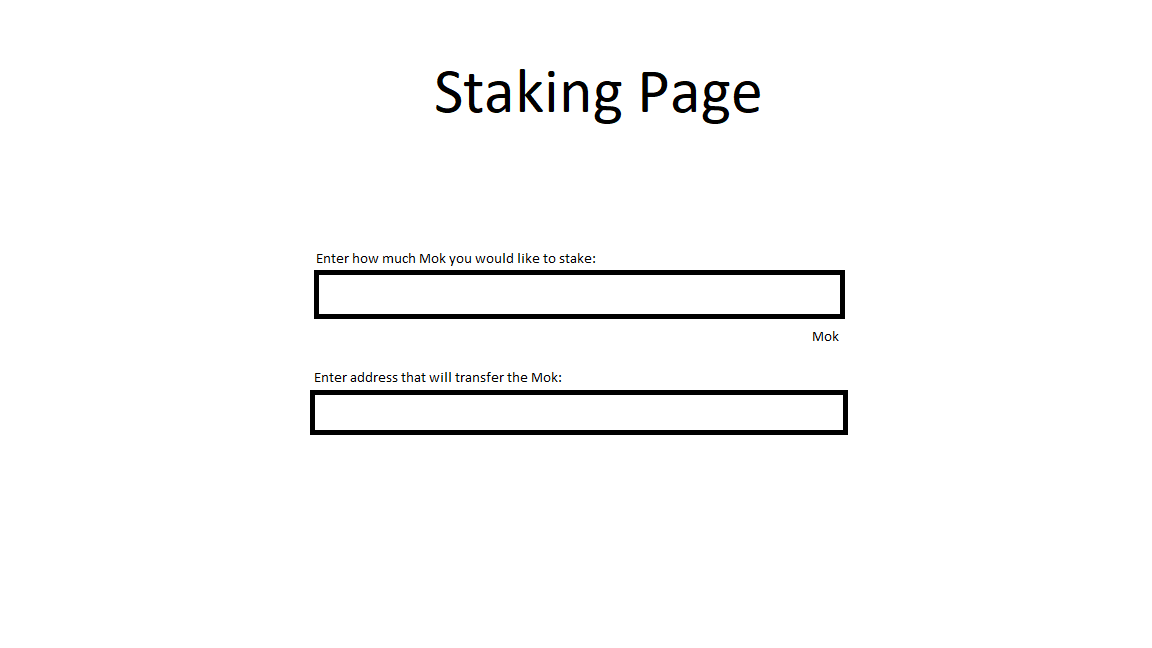 Staking Page
Enter how much Mok you would like to stake:
Mok
Enter address that will transfer the Mok: